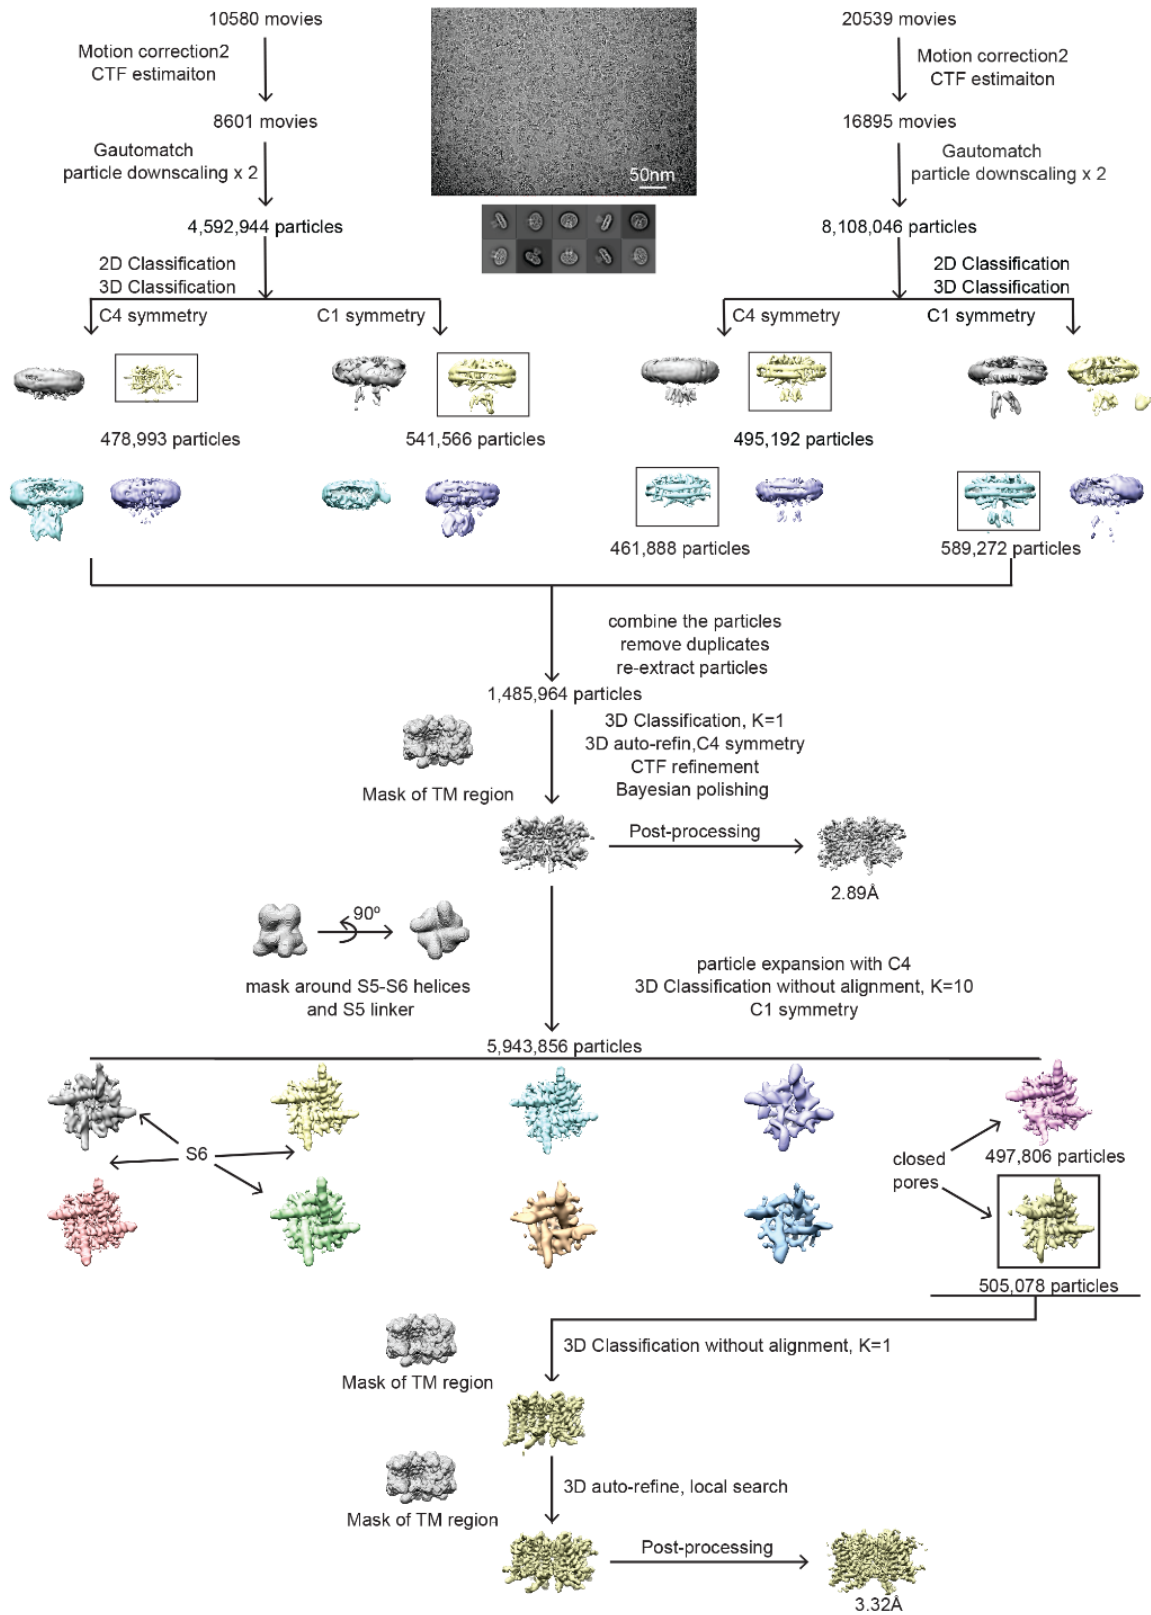 10580 movies
Motion correction2
CTF estimaiton
8601 movies
Gautomatch
particle downscaling x 2
4,592,944 particles
2D Classification
3D Classification
C4 symmetry
C1 symmetry
50nm
20539 movies
Motion correction2
CTF estimaiton
16895 movies
Gautomatch
particle downscaling x 2
8,108,046 particles
2D Classification
3D Classification
C4 symmetry
C1 symmetry
478,993 particles
541,566 particles
495,192 particles
461,888 particles
589,272 particles
combine the particles
remove duplicates
re-extract particles
1,485,964 particles
3D Classification, K=1
3D auto-refin,C4 symmetry
CTF refinement
Bayesian polishing
Mask of TM region
Post-processing
2.89Å
90º
mask around S5-S6 helices
and S5 linker
particle expansion with C4
3D Classification without alignment, K=10
C1 symmetry
5,943,856 particles
S6
closed
pores
497,806 particles
505,078 particles
3D Classification without alignment, K=1
Mask of TM region
3D auto-refine, local search
Mask of TM region
Post-processing
3.32Å